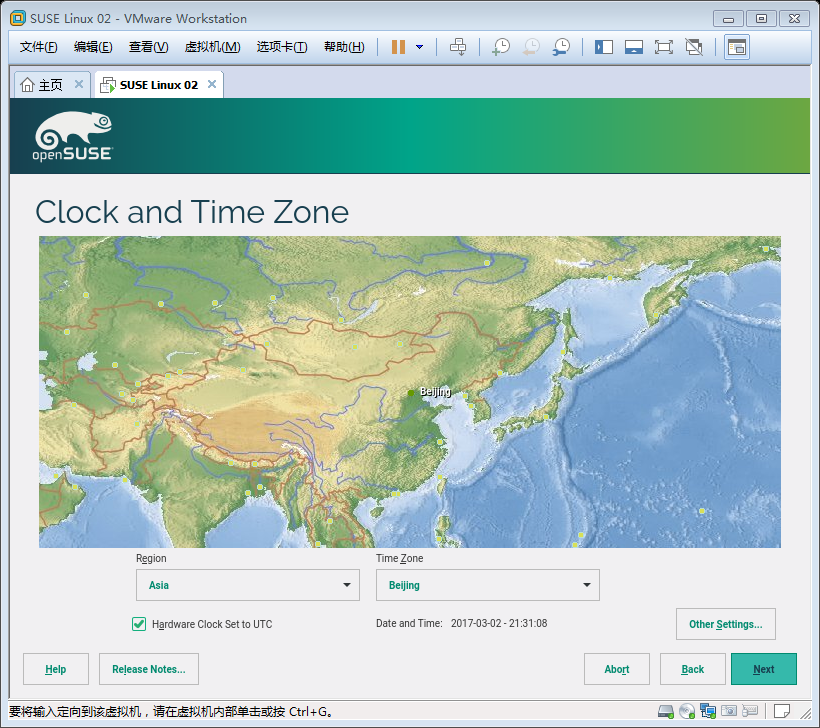 SUSE Linux 02 - VMware Workstation
文件(F) 编辑(E) 查看(V) 虚拟机(M) 选项卡(T) 帮助(H)
主页 SUSE Linux 02
openSUSE
Clock and Time Zone
Beijing
Region Time Zone
Asia Beijing
Hardware Clock Set to UTC Date and Time: 2017-03-02 - 21:31:08
Other Settings...
Help Release Notes... Abort Back Next
要将输入定向到该虚拟机，请在虚拟机内部单击或按 Ctrl+G。